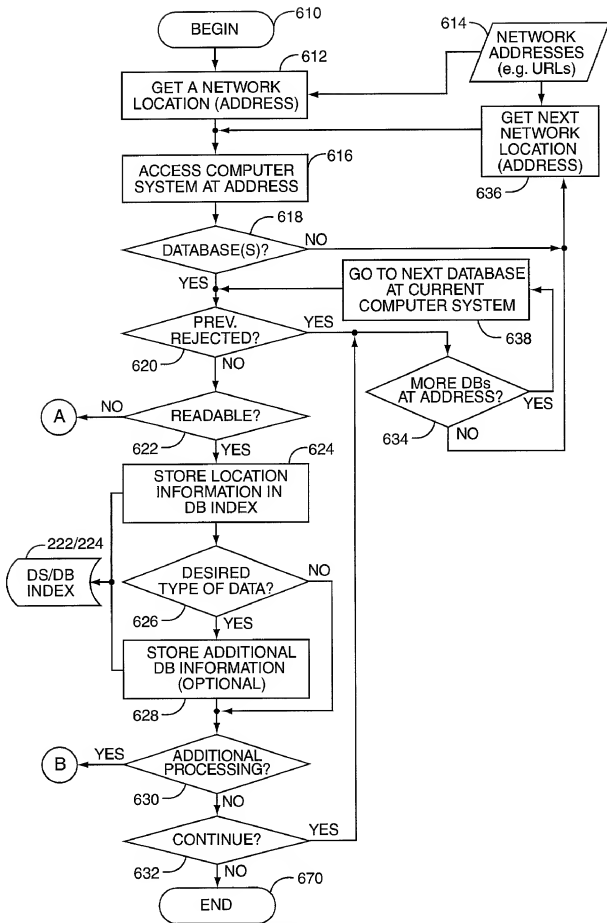 BEGIN
610
612
614
NETWORK
ADDRESSES
(e.g. URLs)
GET A NETWORK
LOCATION (ADDRESS)
GET NEXT
NETWORK
LOCATION
(ADDRESS)
636
616
ACCESS COMPUTER
SYSTEM AT ADDRESS
618
DATABASE(S)?
NO
YES
GO TO NEXT DATABASE
AT CURRENT
COMPUTER SYSTEM
638
PREV.
REJECTED?
YES
620
NO
MORE DBs
AT ADDRESS?
YES
634
NO
A
NO
READABLE?
622
YES
624
STORE LOCATION
INFORMATION IN
DB INDEX
222/224
DS/DB
INDEX
DESIRED
TYPE OF DATA?
NO
626
YES
STORE ADDITIONAL
DB INFORMATION
(OPTIONAL)
628
B
YES
ADDITIONAL
PROCESSING?
630
NO
CONTINUE?
YES
632
NO
670
END